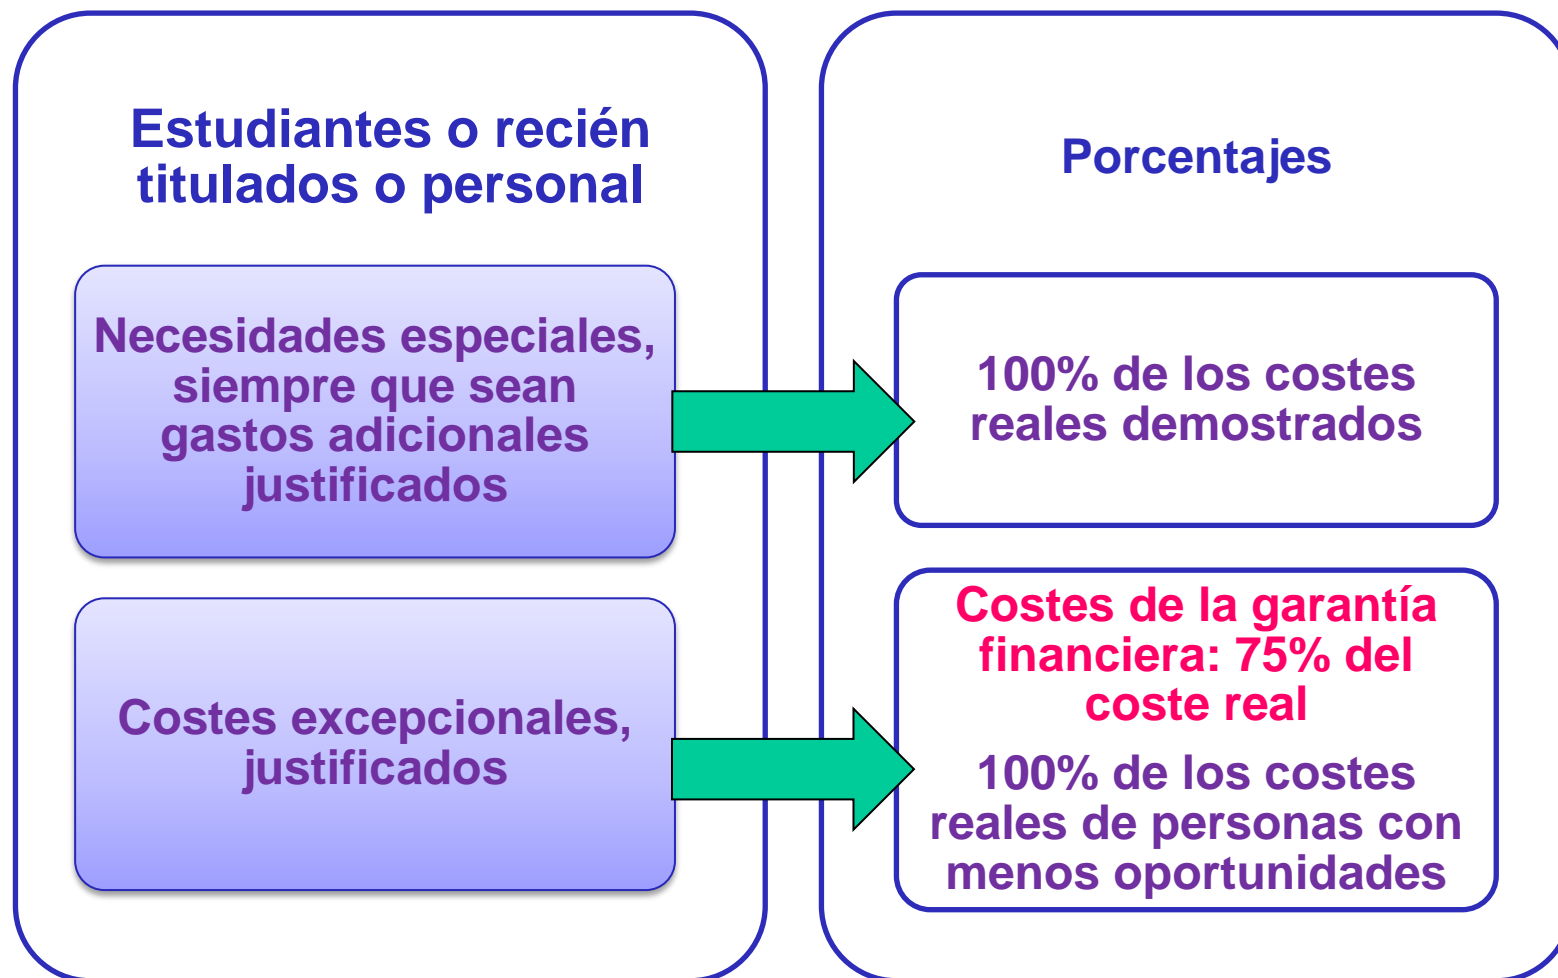 Estudiantes o recién
titulados o personal
Necesidades especiales,
siempre que sean
gastos adicionales
justificados
Costes excepcionales,
justificados
Porcentajes
100% de los costes
reales demostrados
Costes de la garantía
financiera: 75% del
coste real
100% de los costes
reales de personas con
menos oportunidades